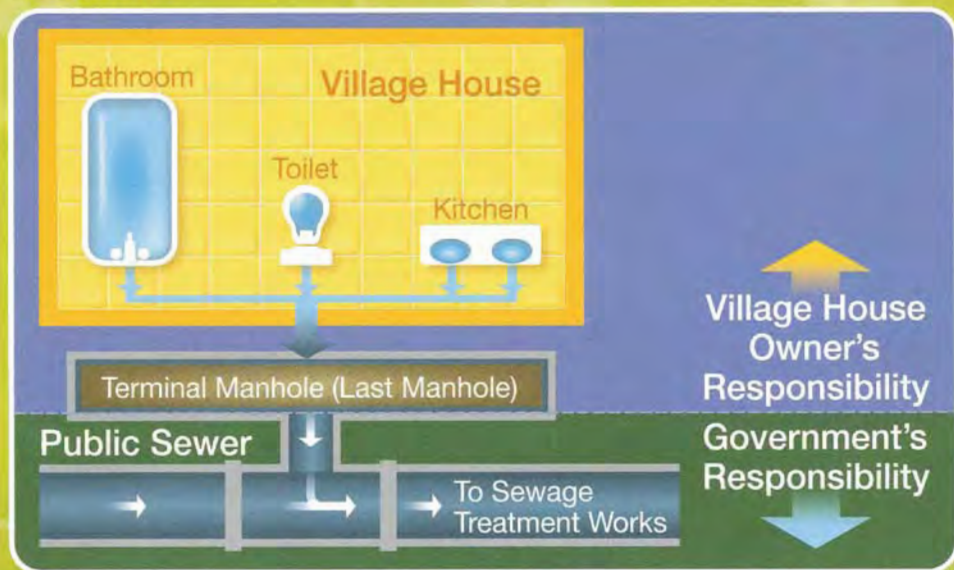 Bathroom
Village House
Toilet
Kitchen
Village House
Owner's
Responsibility
Terminal Manhole (Last Manhole)
Public Sewer
Government's
Responsibility
To Sewage
Treatment Works